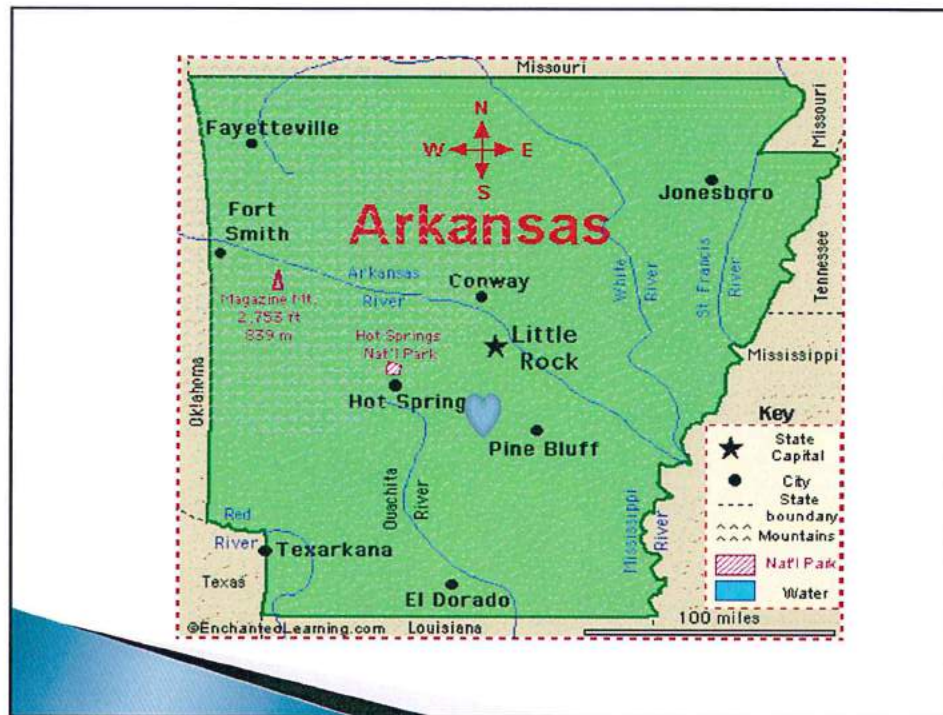 Missouri
Missouri
Fayetteville
N
W
E
S
Jonesboro
Fort
Smith
Arkansas
Tennessee
Arkansas
River
Conway
White
River
St. Francis
River
Magazine Mt.
2,753 ft
839 m
Hot Springs
Nat'l Park
Little
Rock
Mississippi
Oklahoma
Hot Spring
Pine Bluff
Key
State
Capital
City
State
boundary
Mountains
Nat'l Park
Water
Ouachita
River
Mississippi
River
Red
River
Texarkana
Texas
El Dorado
100 miles
©EnchantedLearning.com
Louisiana